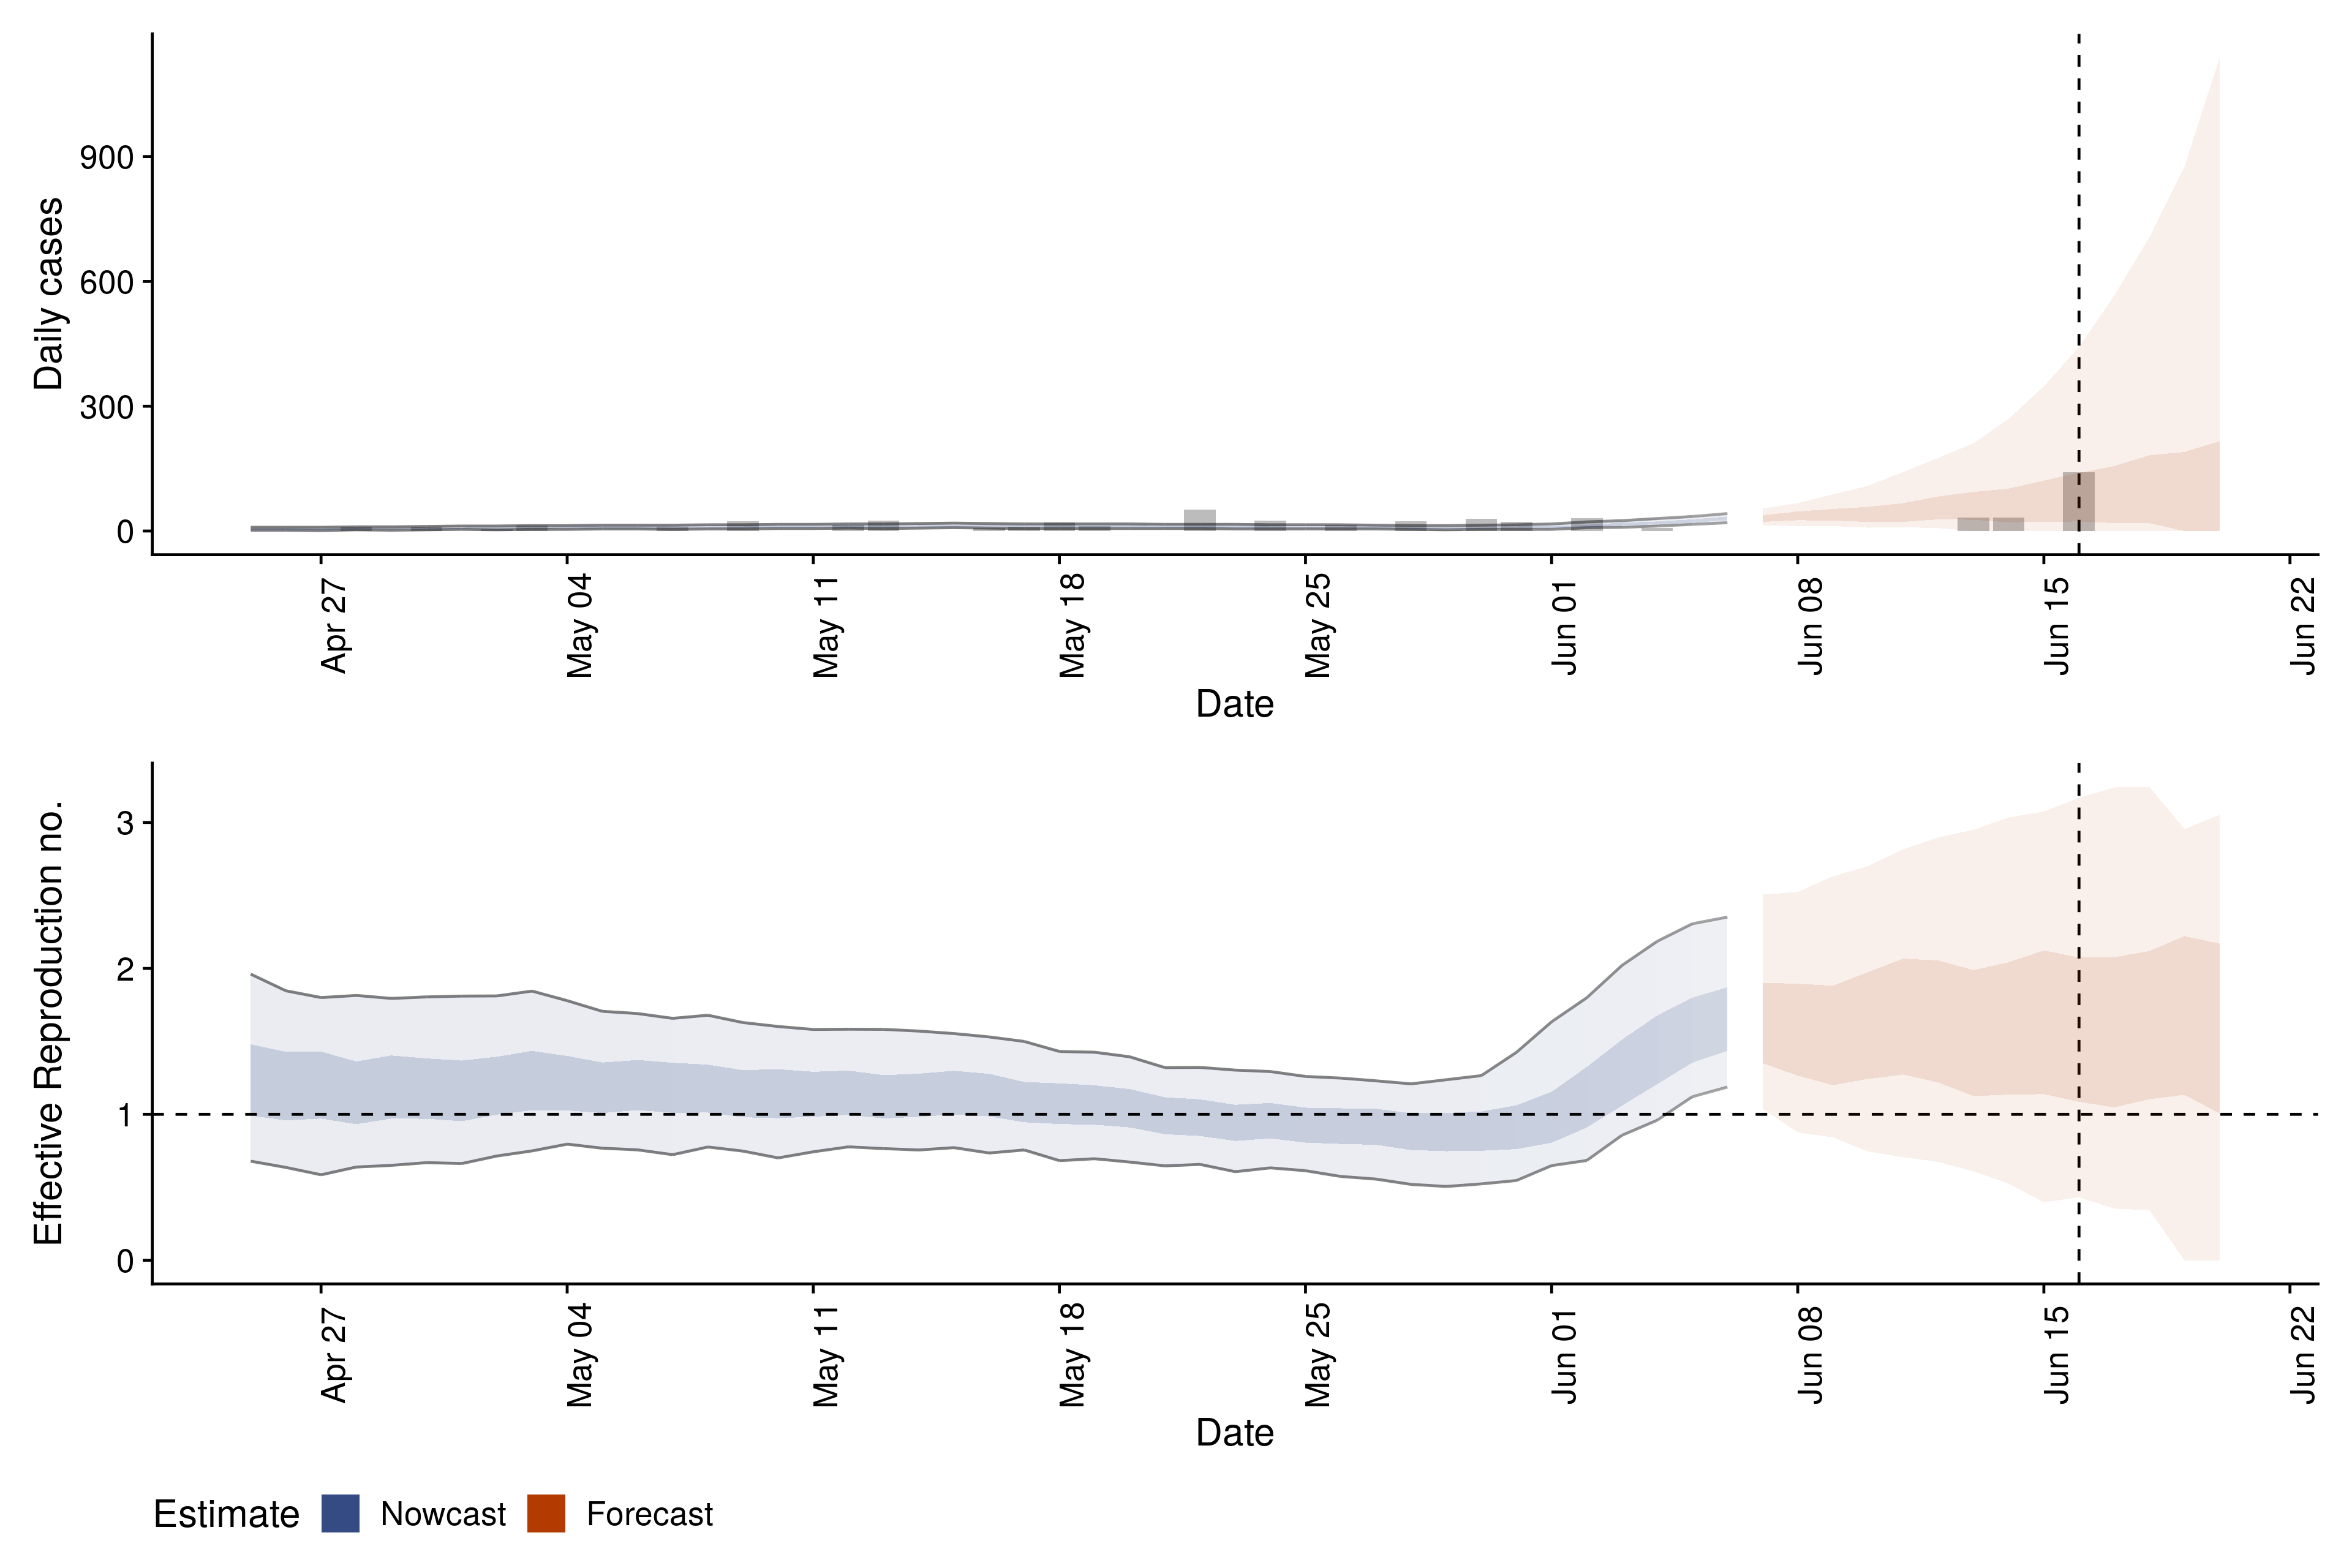 Daily cases
900
600
300
0
Apr 27
May 04
May 11
May 18
May 25
Jun 01
Jun 08
Jun 15
Jun 22
Date
Effective Reproduction no.
3
2
1
0
Apr 27
May 04
May 11
May 18
May 25
Jun 01
Jun 08
Jun 15
Jun 22
Date
Estimate Nowcast Forecast